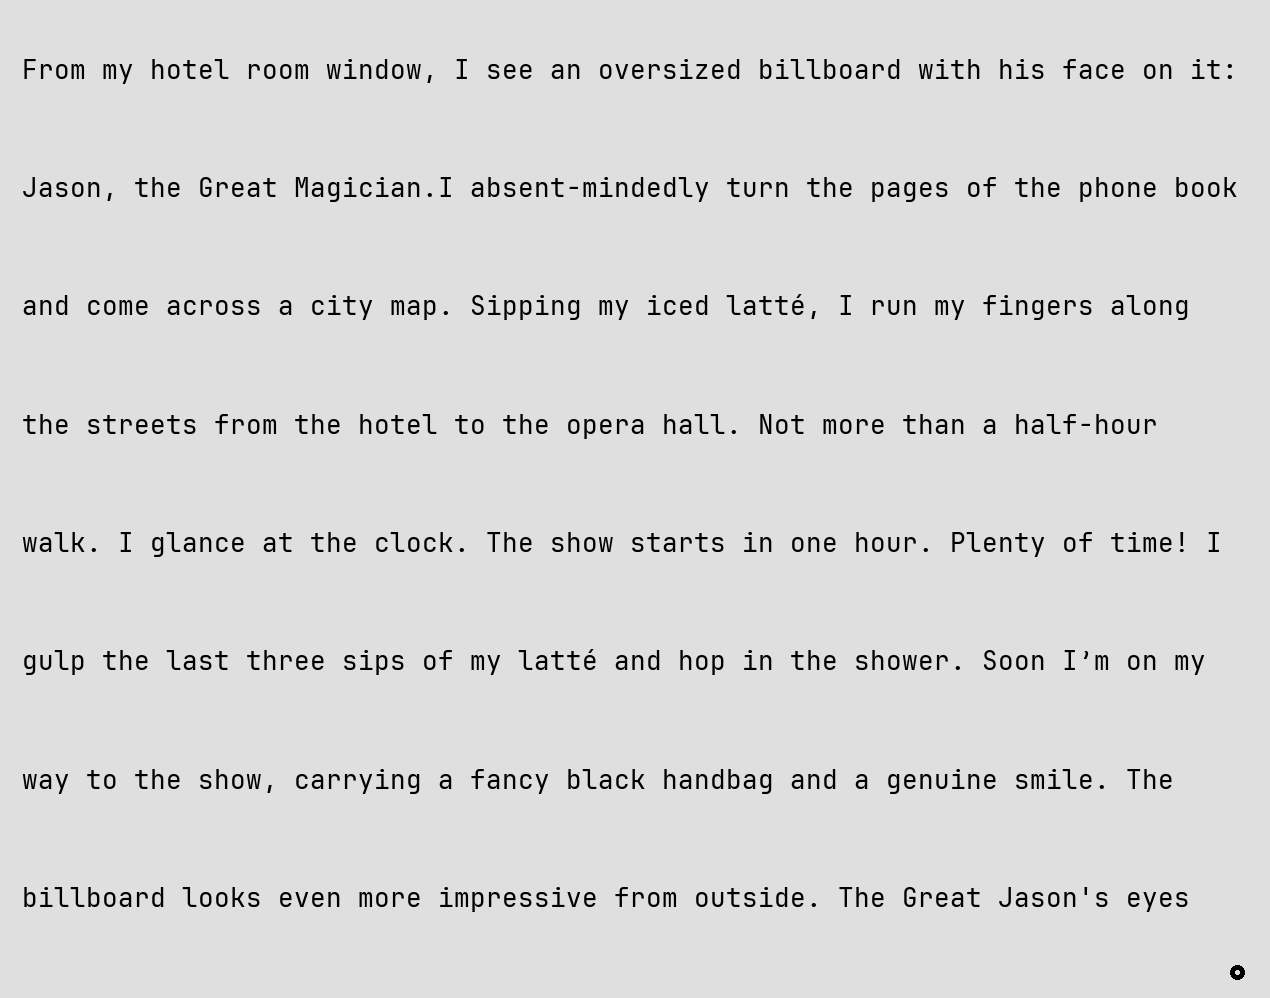 From my hotel room window, I see an oversized billboard with his face on it:
Jason, the Great Magician.I absent-mindedly turn the pages of the phone book
and come across a city map. Sipping my iced latté, I run my fingers along
the streets from the hotel to the opera hall. Not more than a half-hour
walk. I glance at the clock. The show starts in one hour. Plenty of time! I
gulp the last three sips of my latté and hop in the shower. Soon I’m on my
way to the show, carrying a fancy black handbag and a genuine smile. The
billboard looks even more impressive from outside. The Great Jason's eyes